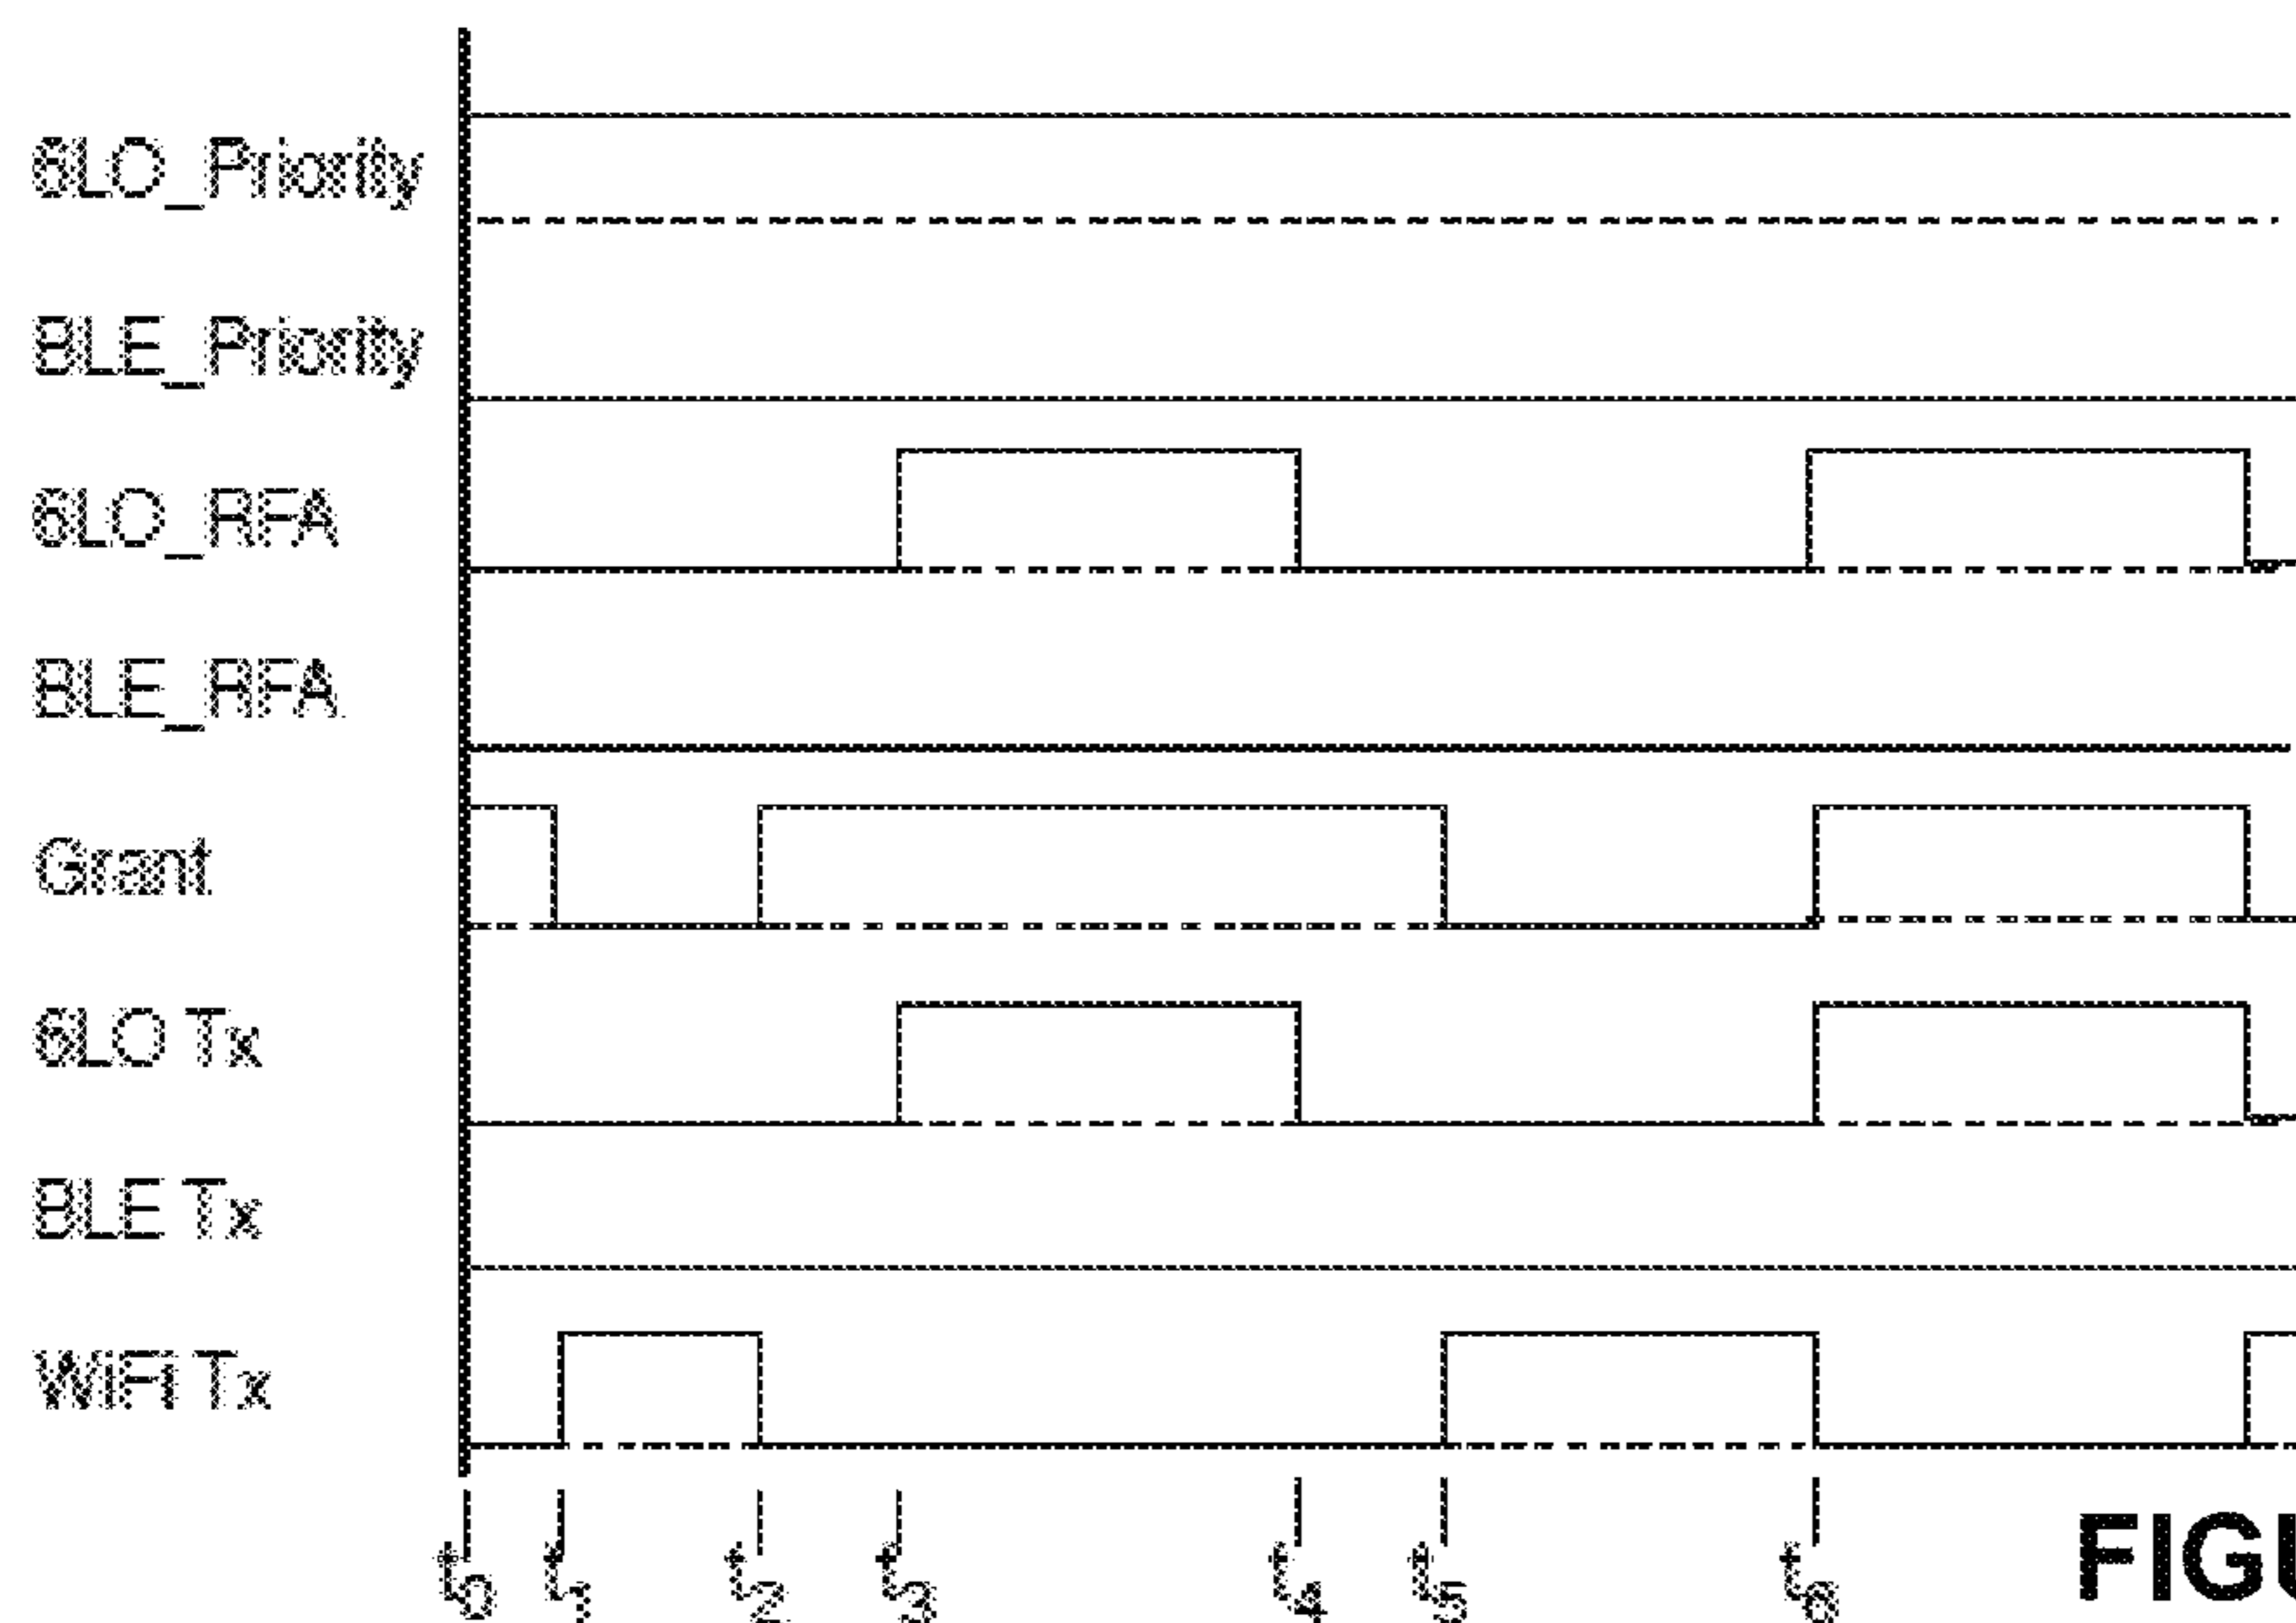 6LO_Priority
BLE_Priority
6LO_RFA
BLE_RFA
Grant
6LO Tx
BLE Tx
WiFi Tx
t0 t1 t2 t3 t4 t5 t6
FIGU